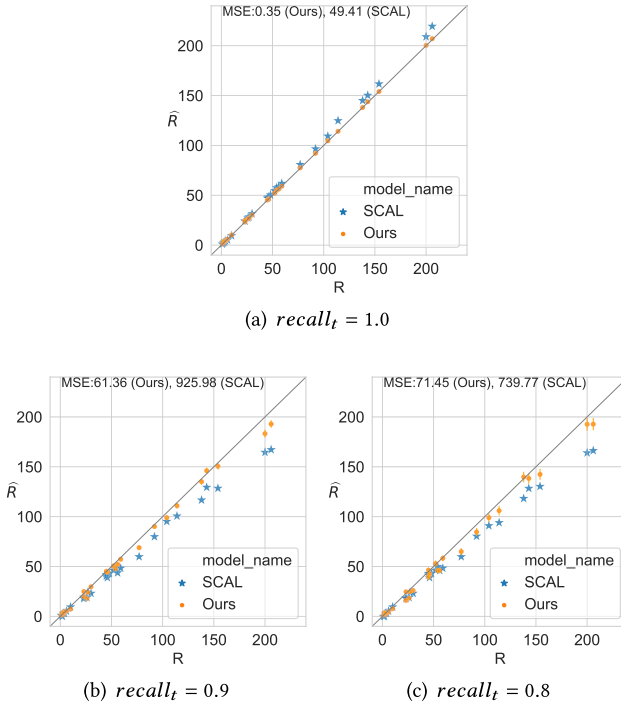 MSE:0.35 (Ours), 49.41 (SCAL)
200
150
R̂
100
50
0
model_name
SCAL
Ours
0 50 100 150 200
R
(a) recall_t = 1.0
MSE:61.36 (Ours), 925.98 (SCAL)
200
150
R̂
100
50
0
model_name
SCAL
Ours
0 50 100 150 200
R
(b) recall_t = 0.9
MSE:71.45 (Ours), 739.77 (SCAL)
200
150
R̂
100
50
0
model_name
SCAL
Ours
0 50 100 150 200
R
(c) recall_t = 0.8